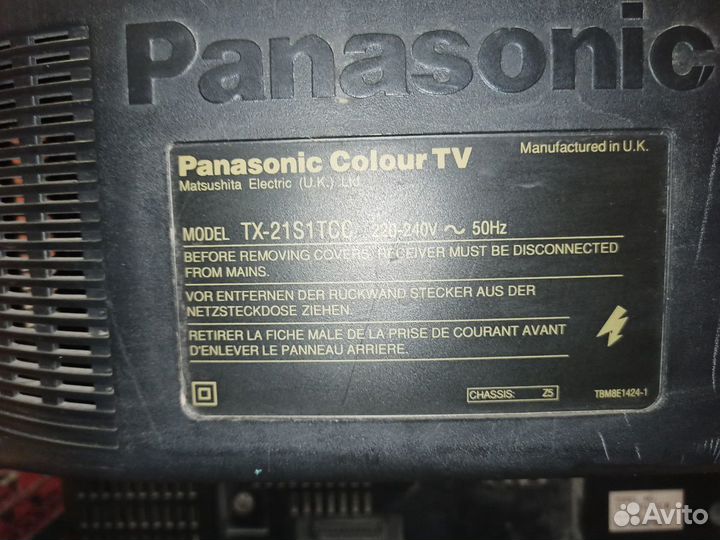 Panasonic
Panasonic Colour TV
Manufactured in U.K.
Matsushita Electric (U.K.) Ltd
MODEL TX-21S1TCC 220-240V ~ 50Hz
BEFORE REMOVING COVERS, RECEIVER MUST BE DISCONNECTED
FROM MAINS.
VOR ENTFERNEN DER RÜCKWAND STECKER AUS DER
NETZSTECKDOSE ZIEHEN.
RETIRER LA FICHE MALE DE LA PRISE DE COURANT AVANT
D'ENLEVER LE PANNEAU ARRIERE.
CHASSIS: Z5
TBM8E1424-1
Avito